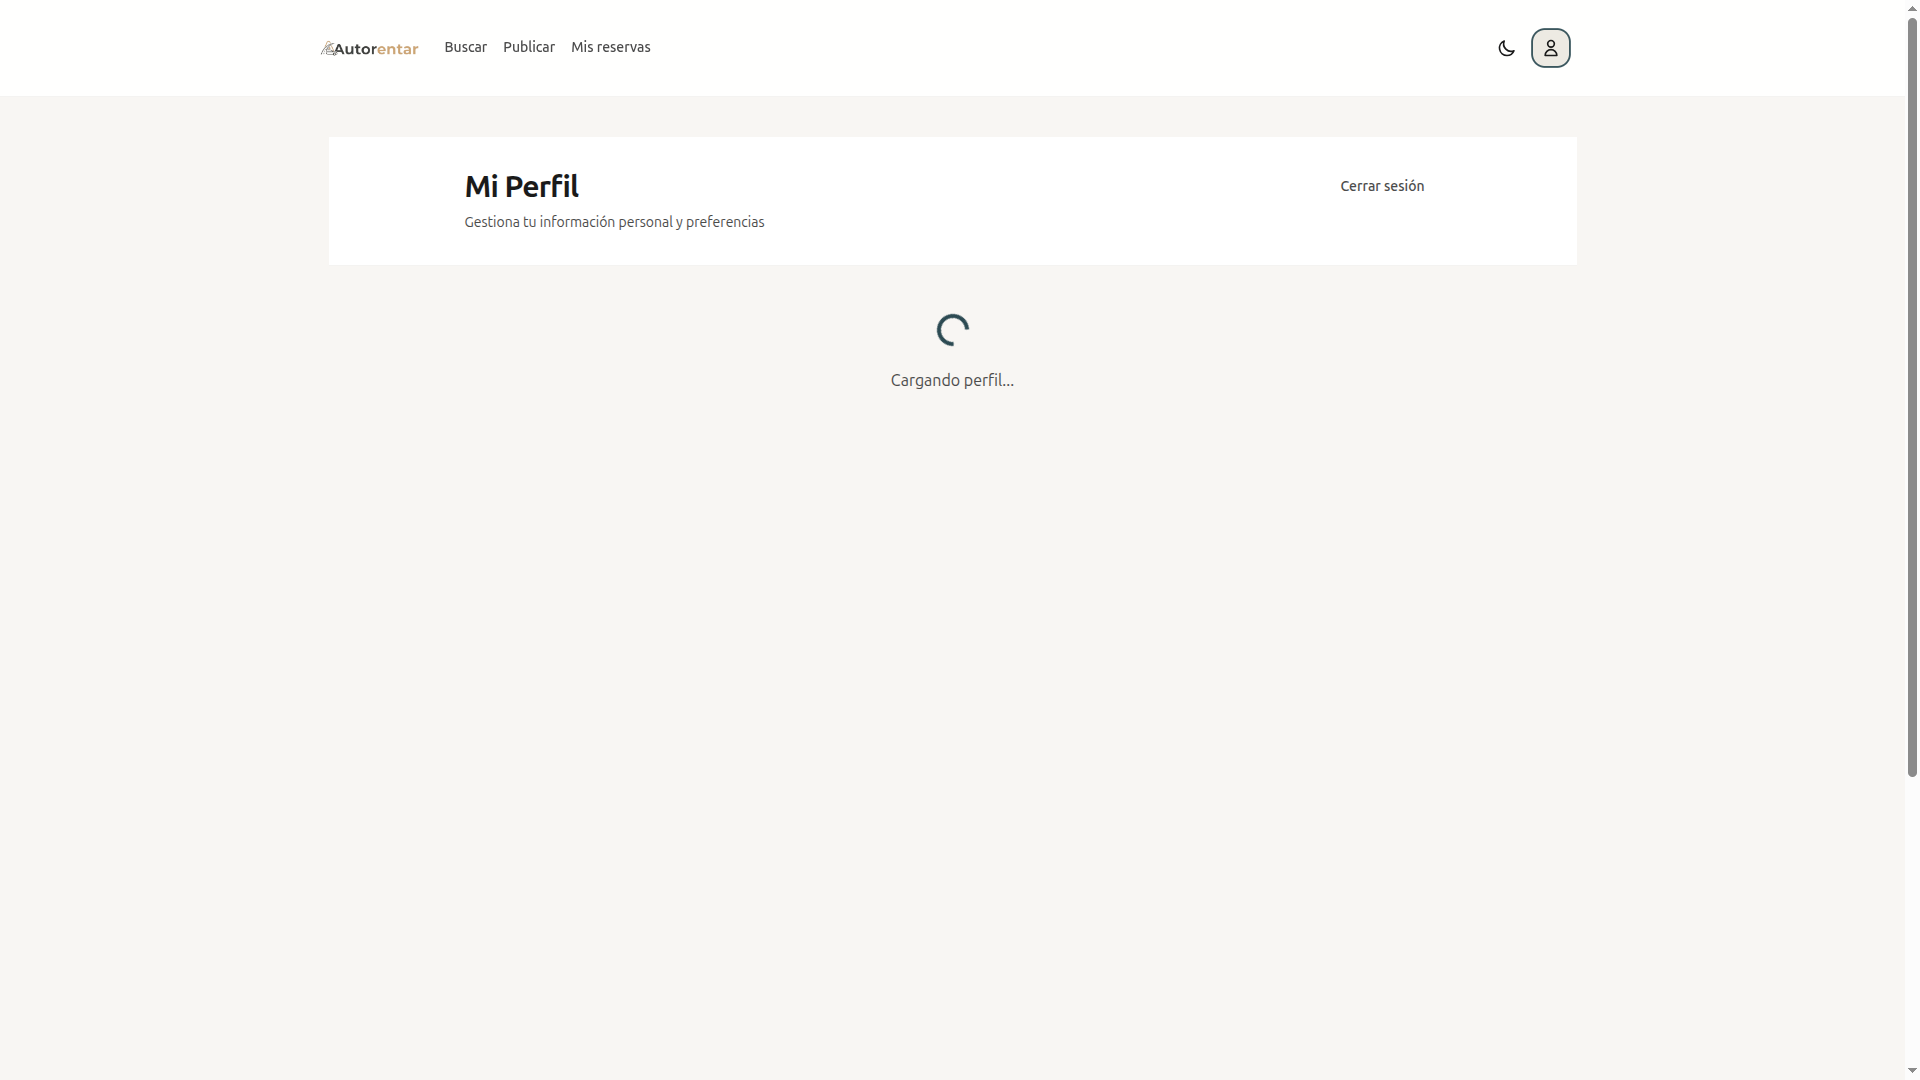 Autorentar
Buscar
Publicar
Mis reservas
Mi Perfil
Cerrar sesión
Gestiona tu información personal y preferencias
Cargando perfil...